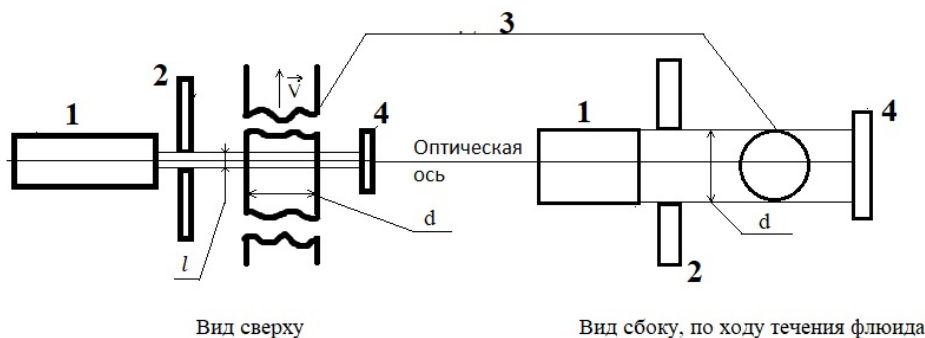 3
2
1
V
4
1
4
Оптическая
ось
d
l
d
2
Вид сверху
Вид сбоку, по ходу течения флюида